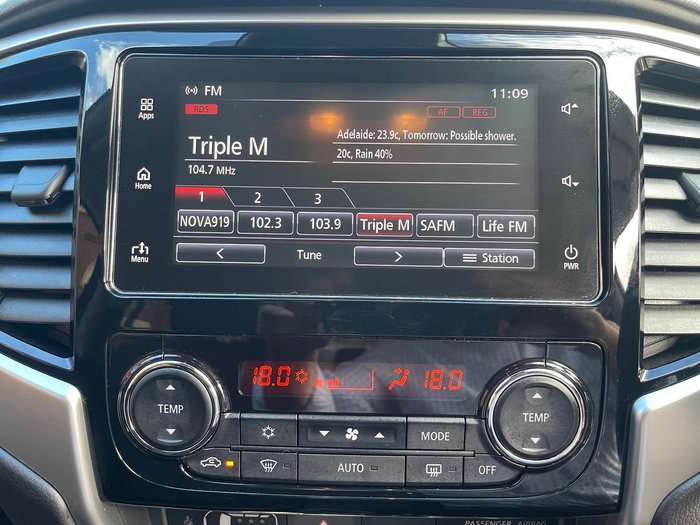 FM 11:09
RDS AF REG
Apps
Triple M
104.7 MHz
Adelaide: 23.9c, Tomorrow: Possible shower.
20c, Rain 40%
Home
1 2 3
NOVA919 102.3 103.9 Triple M SAFM Life FM
Menu
< Tune > Station
PWR
18.0 18.0
TEMP TEMP
MODE
AUTO OFF
PASSENGER AIRBAG